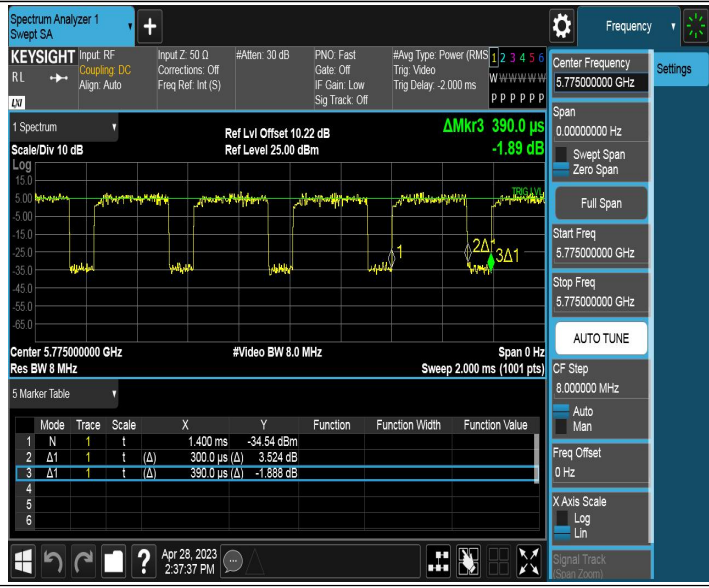 Spectrum Analyzer 1
Swept SA
Frequency
KEYSIGHT
RL
LXI
Input: RF
Coupling: DC
Align: Auto
Input Z: 50 Ω
Corrections: Off
Freq Ref: Int (S)
#Atten: 30 dB
PNO: Fast
Gate: Off
IF Gain: Low
Sig Track: Off
#Avg Type: Power (RMS
Trig: Video
Trig Delay: -2.000 ms
1 2 3 4 5 6
W W W W W W
P P P P P P
1 Spectrum
Scale/Div 10 dB
Ref Lvl Offset 10.22 dB
Ref Level 25.00 dBm
ΔMkr3 390.0 µs
-1.89 dB
Log
15.0
5.00
-5.00
-15.0
-25.0
-35.0
-45.0
-55.0
-65.0
TRIG LVL
1
2Δ1
3Δ1
Center 5.775000000 GHz
Res BW 8 MHz
#Video BW 8.0 MHz
Span 0 Hz
Sweep 2.000 ms (1001 pts)
5 Marker Table
Mode Trace Scale X Y Function Function Width Function Value
1 N 1 t 1.400 ms -34.54 dBm
2 Δ1 1 t (Δ) 300.0 µs (Δ) 3.524 dB
3 Δ1 1 t (Δ) 390.0 µs (Δ) -1.888 dB
4
5
6
?
Apr 28, 2023
2:37:37 PM
Center Frequency
5.775000000 GHz
Settings
Span
0.00000000 Hz
Swept Span
Zero Span
Full Span
Start Freq
5.775000000 GHz
Stop Freq
5.775000000 GHz
AUTO TUNE
CF Step
8.000000 MHz
Auto
Man
Freq Offset
0 Hz
X Axis Scale
Log
Lin
Signal Track
(Span Zoom)